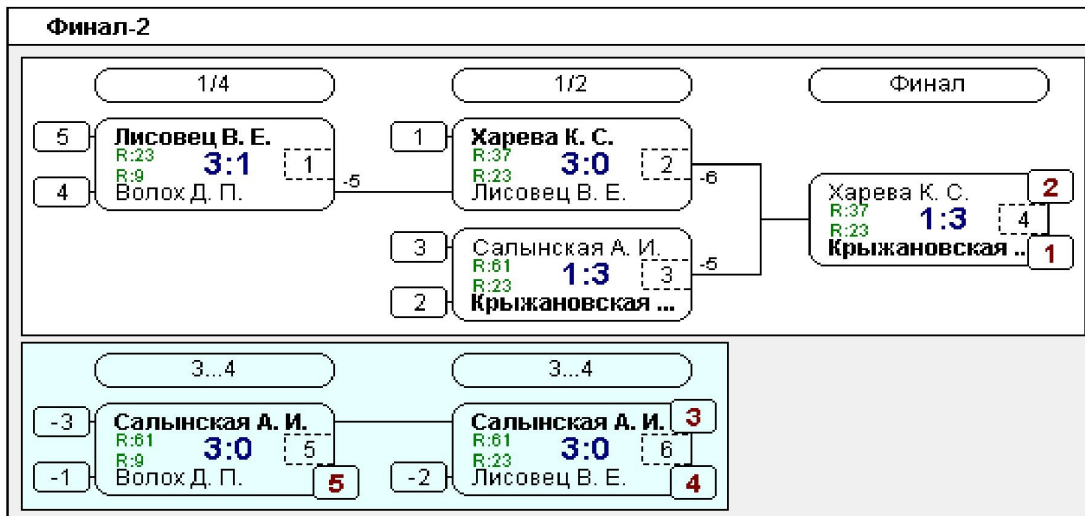 Финал-2
1/4
1/2
Финал
5
Лисовец В. Е.
R:23
3:1
1
R:9
4
Волох Д. П.
-5
1
Харева К. С.
R:37
3:0
2
R:23
Лисовец В. Е.
-6
3
Салынская А. И.
R:61
1:3
3
R:23
2
Крыжановская ...
-5
Харева К. С.
2
R:37
1:3
4
R:23
Крыжановская ..
1
3...4
3...4
-3
Салынская А. И.
R:61
3:0
5
R:9
-1
Волох Д. П.
5
Салынская А. И.
3
R:61
3:0
6
R:23
-2
Лисовец В. Е.
4